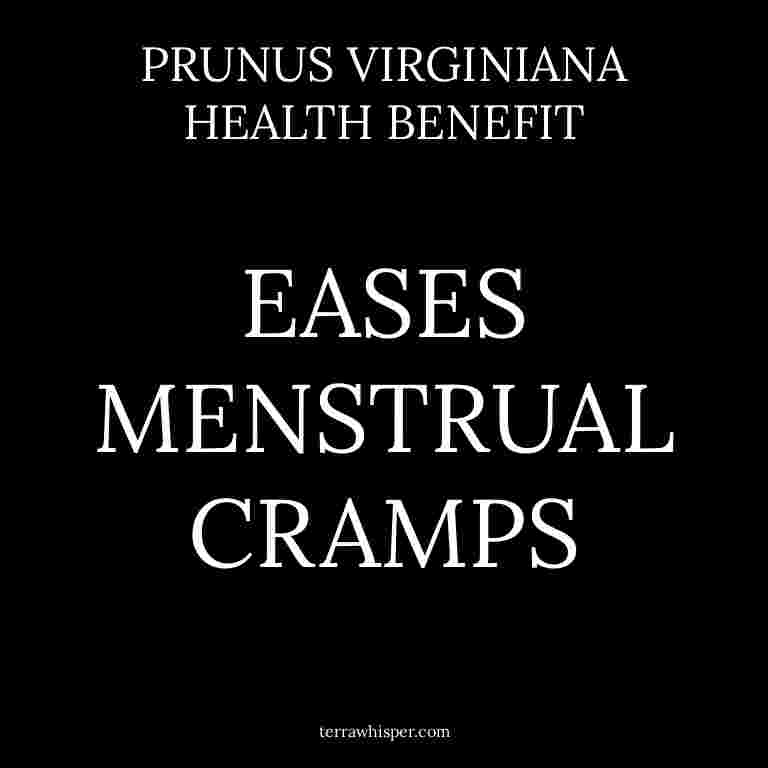 PRUNUS VIRGINIANA
HEALTH BENEFIT
EASES
MENSTRUAL
CRAMPS
terrawhisper.com